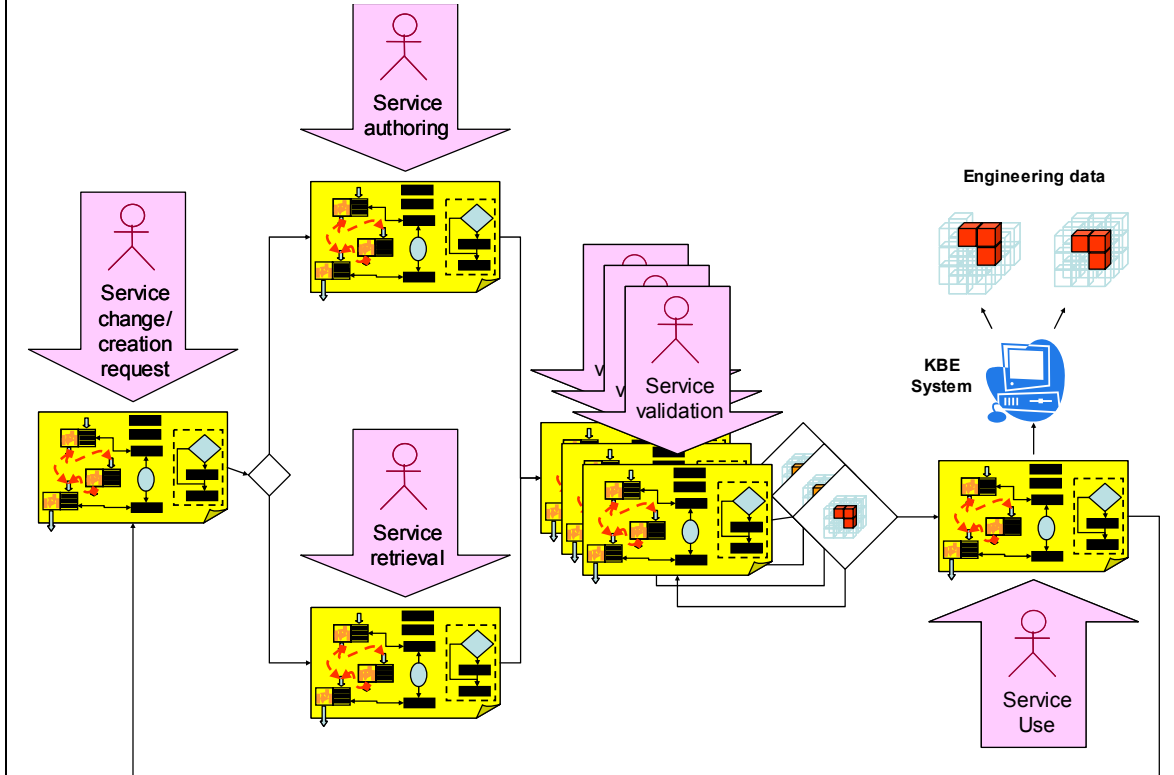 Service
authoring
Engineering data
Service
change/
creation
request
KBE
System
Service
validation
v
v
Service
retrieval
Service
Use